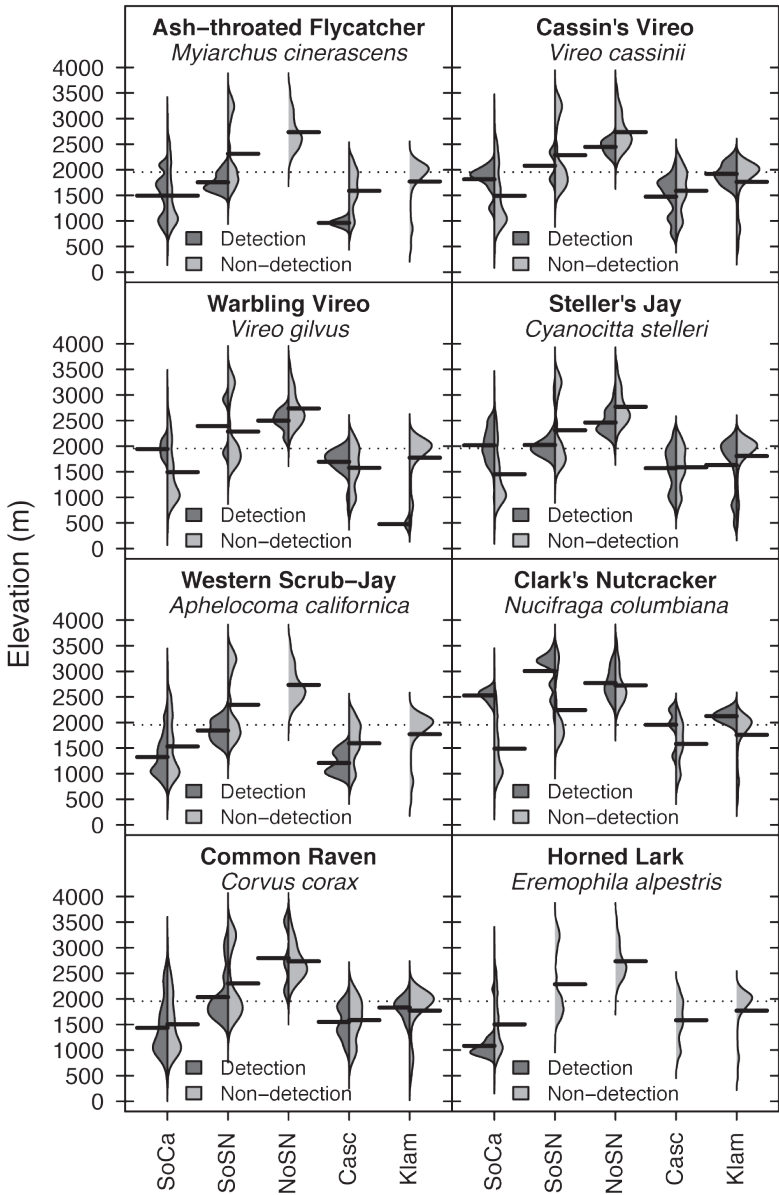 Ash−throated Flycatcher
Myiarchus cinerascens
4000
3500
3000
2500
2000
1500
1000
500
0
Detection
Non−detection
Cassin's Vireo
Vireo cassinii
Detection
Non−detection
Warbling Vireo
Vireo gilvus
4000
3500
3000
2500
2000
1500
1000
500
0
Detection
Non−detection
Steller's Jay
Cyanocitta stelleri
Detection
Non−detection
Elevation (m)
Western Scrub−Jay
Aphelocoma californica
4000
3500
3000
2500
2000
1500
1000
500
0
Detection
Non−detection
Clark's Nutcracker
Nucifraga columbiana
Detection
Non−detection
Common Raven
Corvus corax
4000
3500
3000
2500
2000
1500
1000
500
0
Detection
Non−detection
Horned Lark
Eremophila alpestris
Detection
Non−detection
SoCa
SoSN
NoSN
Casc
Klam
SoCa
SoSN
NoSN
Casc
Klam